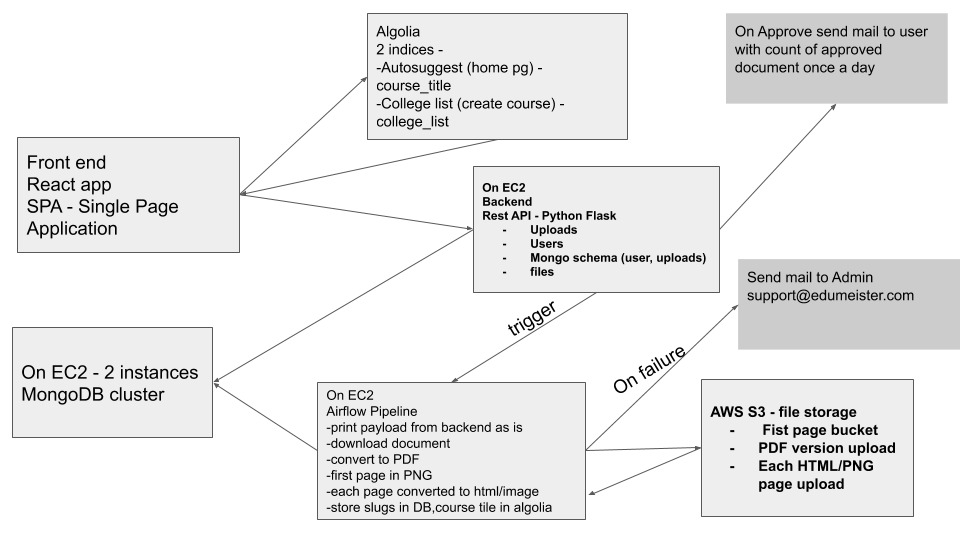 Algolia
2 indices -
-Autosuggest (home pg) -
course_title
-College list (create course) -
college_list
On Approve send mail to user
with count of approved
document once a day
Front end
React app
SPA - Single Page
Application
On EC2
Backend
Rest API - Python Flask
- Uploads
- Users
- Mongo schema (user, uploads)
- files
Send mail to Admin
support@edumeister.com
trigger
On failure
On EC2 - 2 instances
MongoDB cluster
On EC2
Airflow Pipeline
-print payload from backend as is
-download document
-convert to PDF
-first page in PNG
-each page converted to html/image
-store slugs in DB,course tile in algolia
AWS S3 - file storage
- Fist page bucket
- PDF version upload
- Each HTML/PNG
page upload